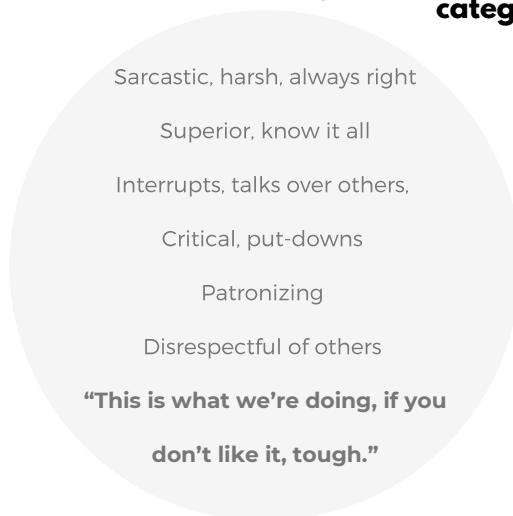 categ
Sarcastic, harsh, always right
Superior, know it all
Interrupts, talks over others,
Critical, put-downs
Patronizing
Disrespectful of others
“This is what we’re doing, if you
don’t like it, tough.”